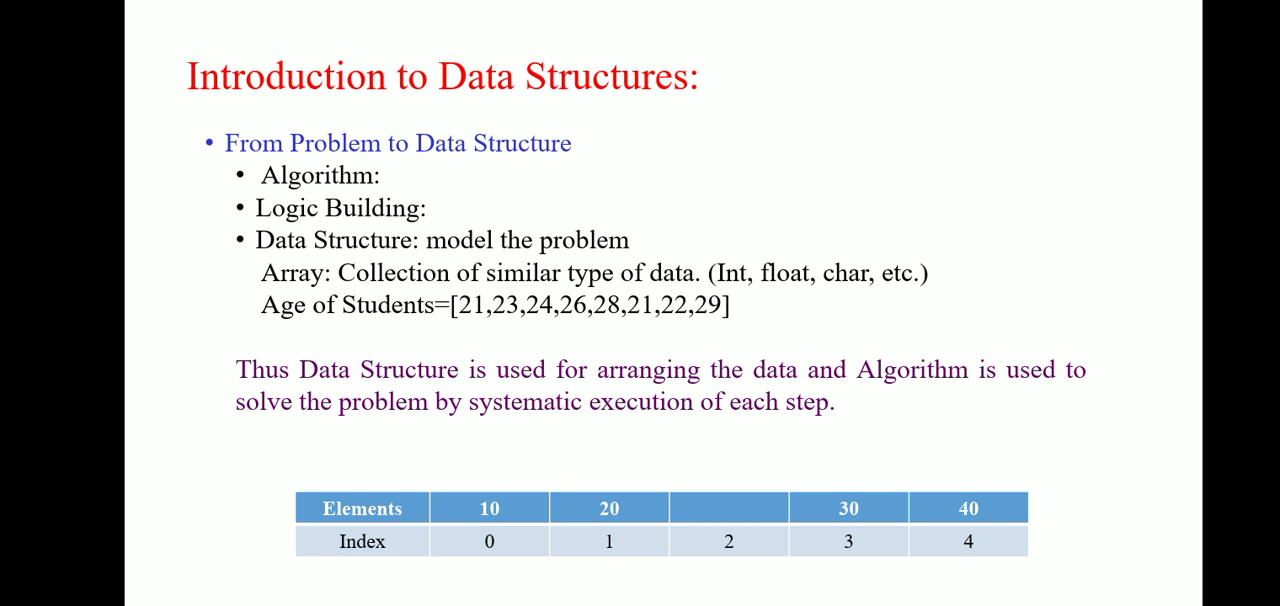 Introduction to Data Structures:
• From Problem to Data Structure
• Algorithm:
• Logic Building:
• Data Structure: model the problem
Array: Collection of similar type of data. (Int, float, char, etc.)
Age of Students=[21,23,24,26,28,21,22,29]
Thus Data Structure is used for arranging the data and Algorithm is used to
solve the problem by systematic execution of each step.
Elements 10 20 30 40
Index 0 1 2 3 4